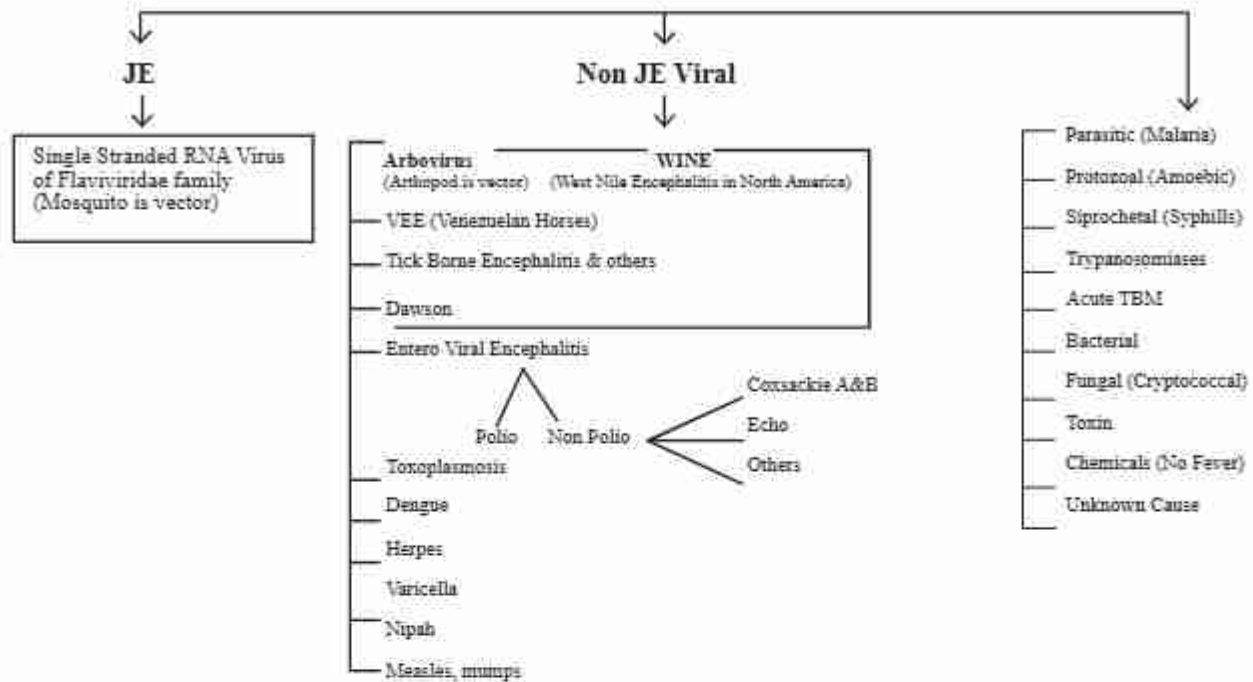 JE
Single Stranded RNA Virus
of Flaviviridae family
(Mosquito is vector)
Non JE Viral
Arbovirus WINE
(Arthopod is vector) (West Nile Encephalitis in North America)
VEE (Venezuelan Horses)
Tick Borne Encephalitis & others
Dawson
Entero Viral Encephalitis
Polio Non Polio
Coxsackie A&B
Echo
Others
Toxoplasmosis
Dengue
Herpes
Varicella
Nipah
Measles, mumps
Parasitic (Malaria)
Protozoal (Amoebic)
Siprochetal (Syphills)
Trypanosomiases
Acute TBM
Bacterial
Fungal (Cryptococcal)
Toxin
Chemicals (No Fever)
Unknown Cause